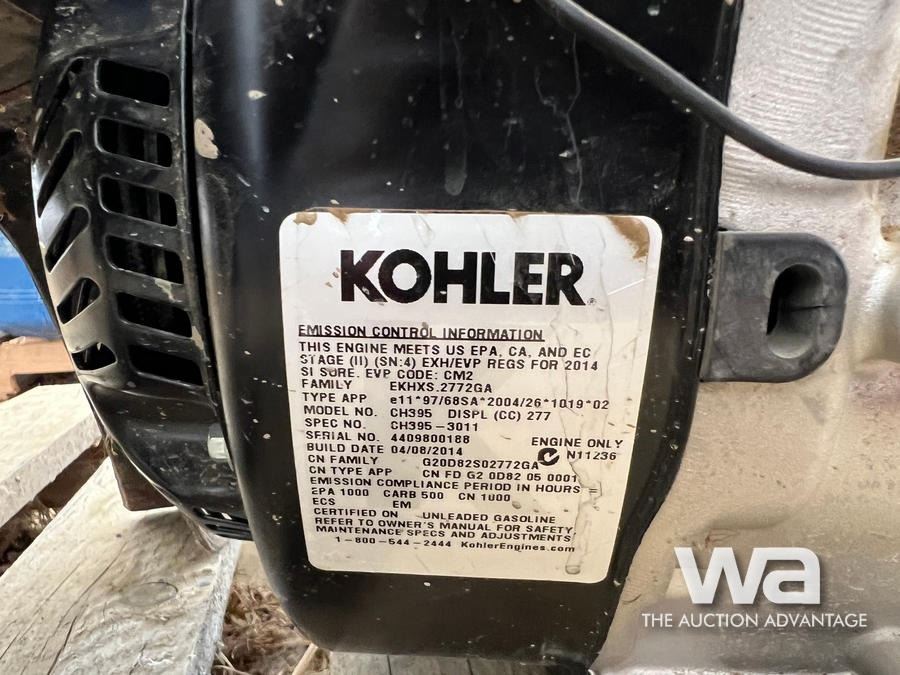 KOHLER®
EMISSION CONTROL INFORMATION
THIS ENGINE MEETS US EPA, CA, AND EC
STAGE (II) (SN:4) EXH/EVP REGS FOR 2014
SI SORE. EVP CODE: CM2
FAMILY EKHXS.2772GA
TYPE APP e11*97/68SA*2004/26*1019*02
MODEL NO. CH395 DISPL (CC) 277
SPEC NO. CH395-3011
SERIAL NO. 4409800188 ENGINE ONLY
BUILD DATE 04/08/2014 N11236
CN FAMILY G20D82S02772GA
CN TYPE APP CN FD G2 0D82 05 0001
EMISSION COMPLIANCE PERIOD IN HOURS =
EPA 1000 CARB 500 CN 1000
ECS EM
CERTIFIED ON UNLEADED GASOLINE
REFER TO OWNER'S MANUAL FOR SAFETY,
MAINTENANCE SPECS AND ADJUSTMENTS
1-800-544-2444 KohlerEngines.com
wa
THE AUCTION ADVANTAGE